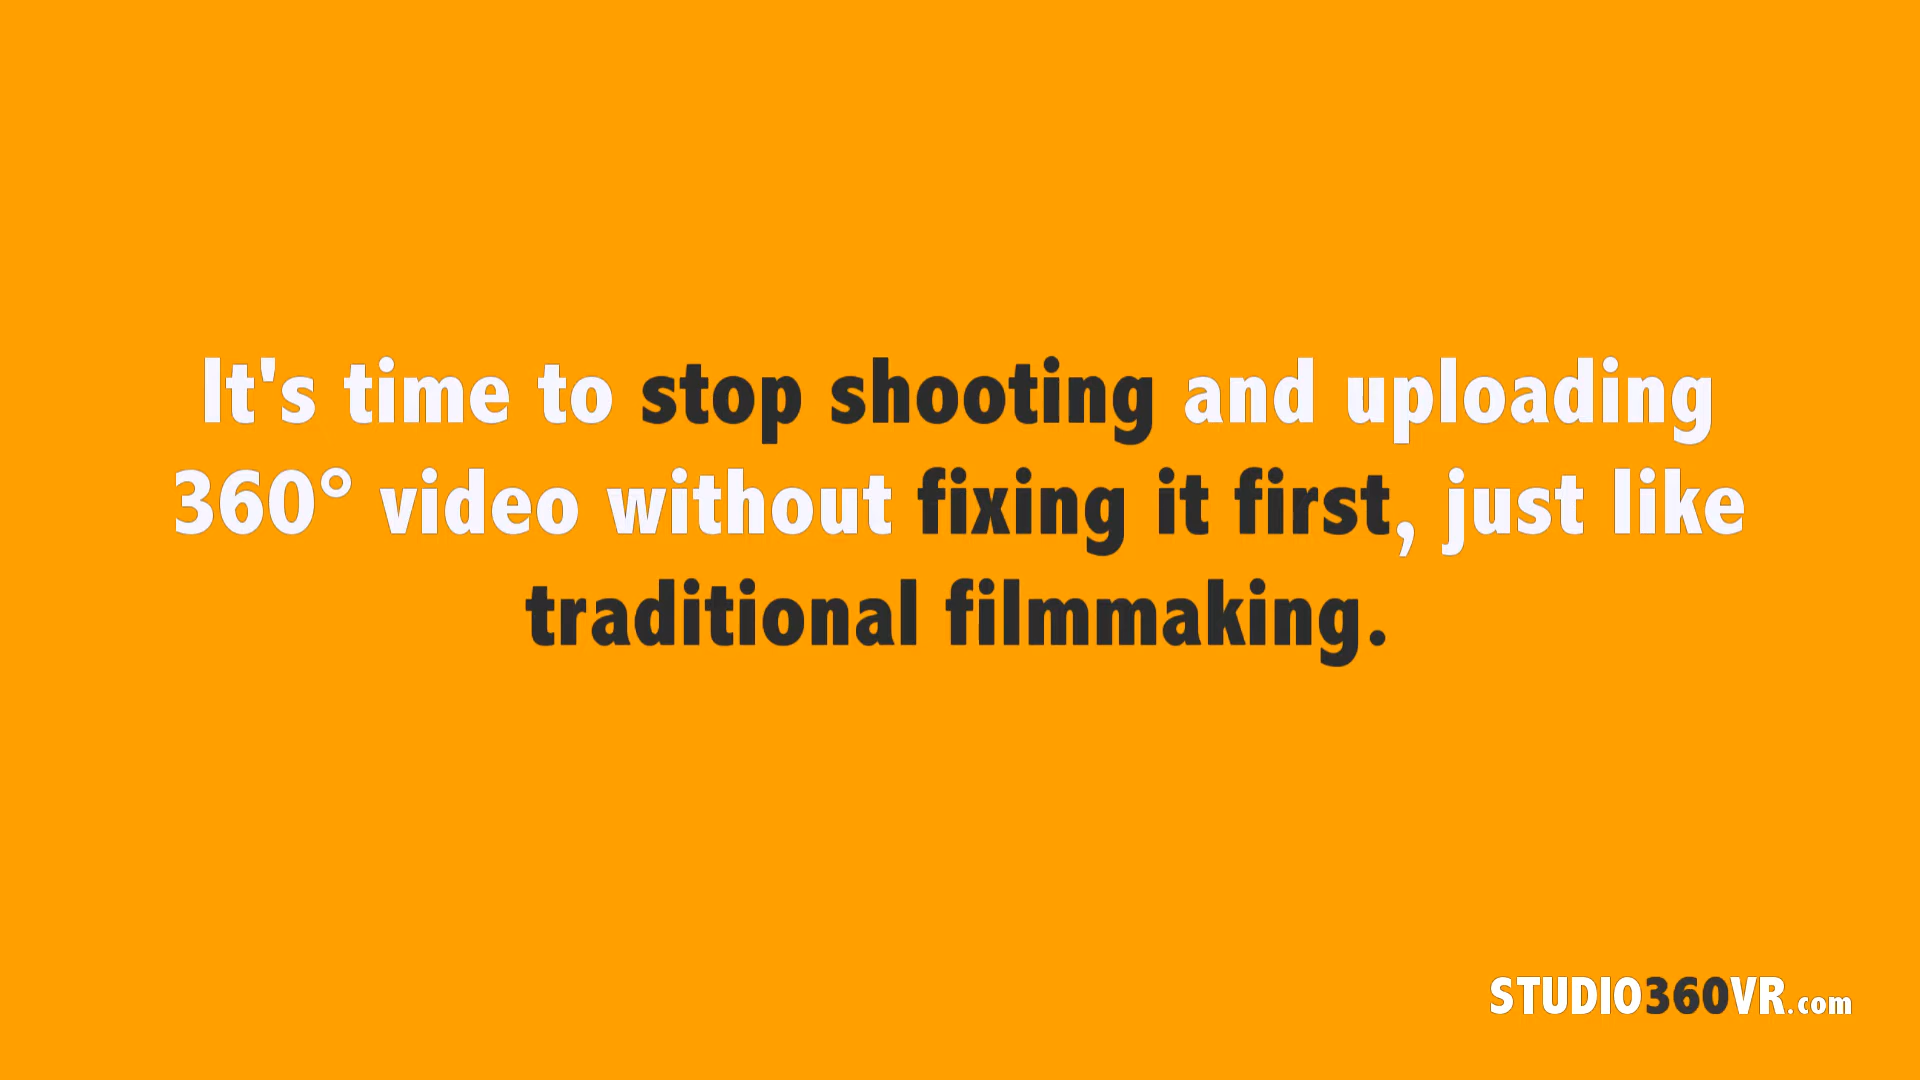 It's time to stop shooting and uploading
360° video without fixing it first, just like
traditional filmmaking.
STUDIO360VR.com